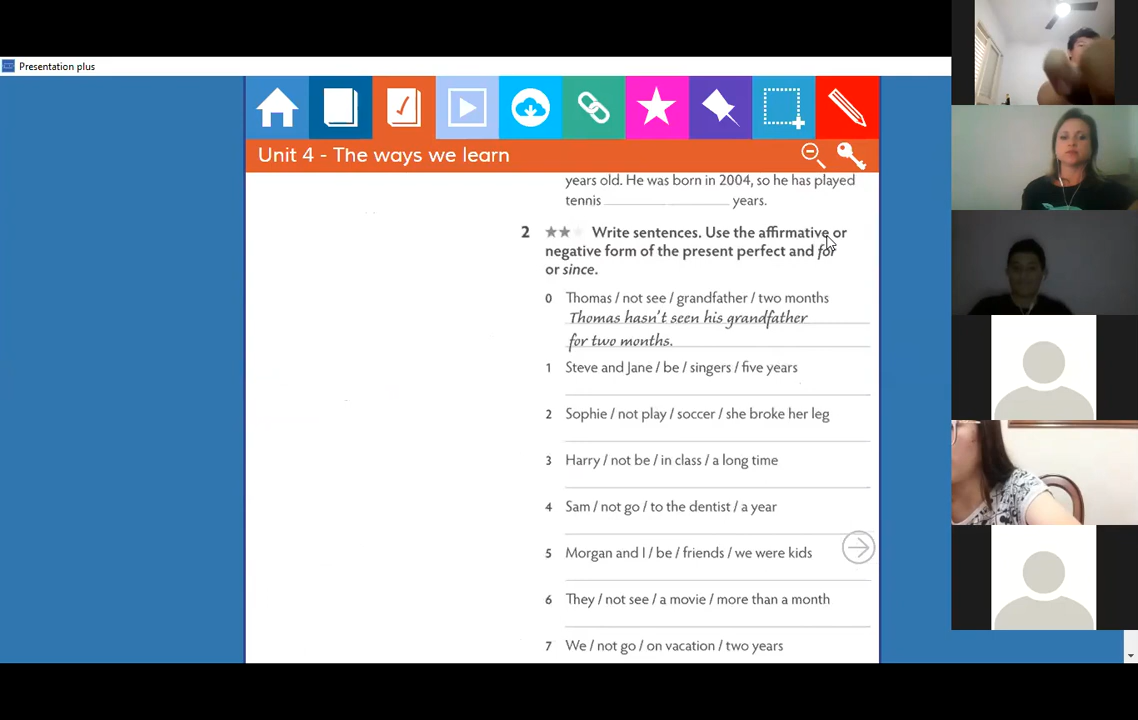 Presentation plus
Unit 4 - The ways we learn
years old. He was born in 2004, so he has played
tennis ______ ______ years.
2 Write sentences. Use the affirmative or
negative form of the present perfect and for
or since.
0 Thomas / not see / grandfather / two months
Thomas hasn't seen his grandfather
for two months.
1 Steve and Jane / be / singers / five years
2 Sophie / not play / soccer / she broke her leg
3 Harry / not be / in class / a long time
4 Sam / not go / to the dentist / a year
5 Morgan and I / be / friends / we were kids
6 They / not see / a movie / more than a month
7 We / not go / on vacation / two years